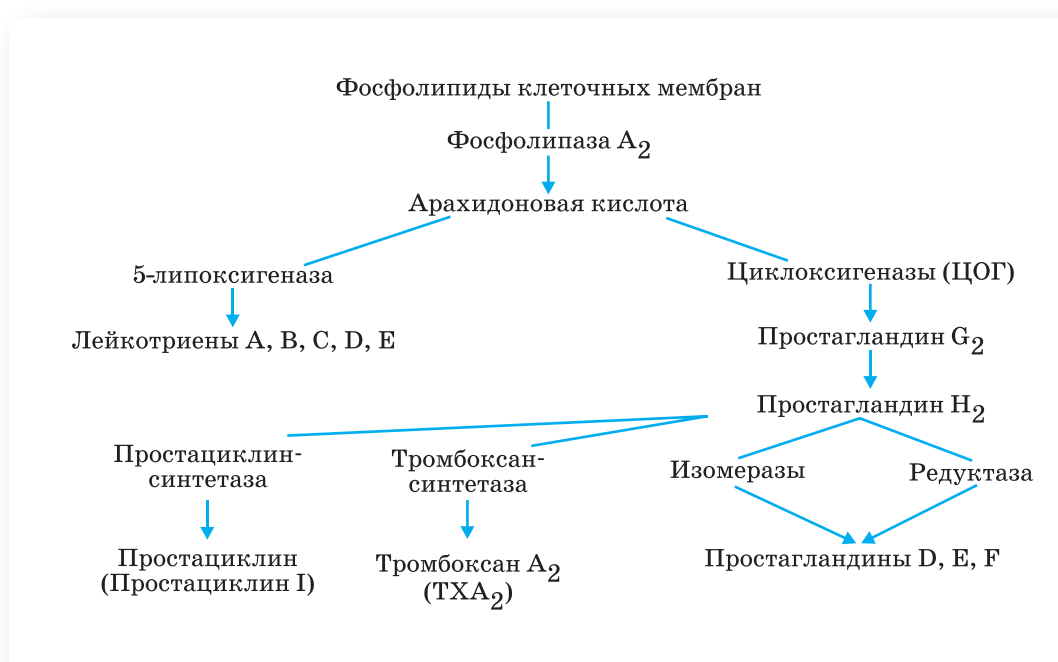 Фосфолипиды клеточных мембран
Фосфолипаза A2
Арахидоновая кислота
5-липоксигеназа
Циклоксигеназы (ЦОГ)
Лейкотриены A, B, C, D, E
Простагландин G2
Простагландин H2
Простациклин-
синтетаза
Тромбоксан-
синтетаза
Изомеразы
Редуктаза
Простациклин
(Простациклин I)
Тромбоксан A2
(TXA2)
Простагландины D, E, F